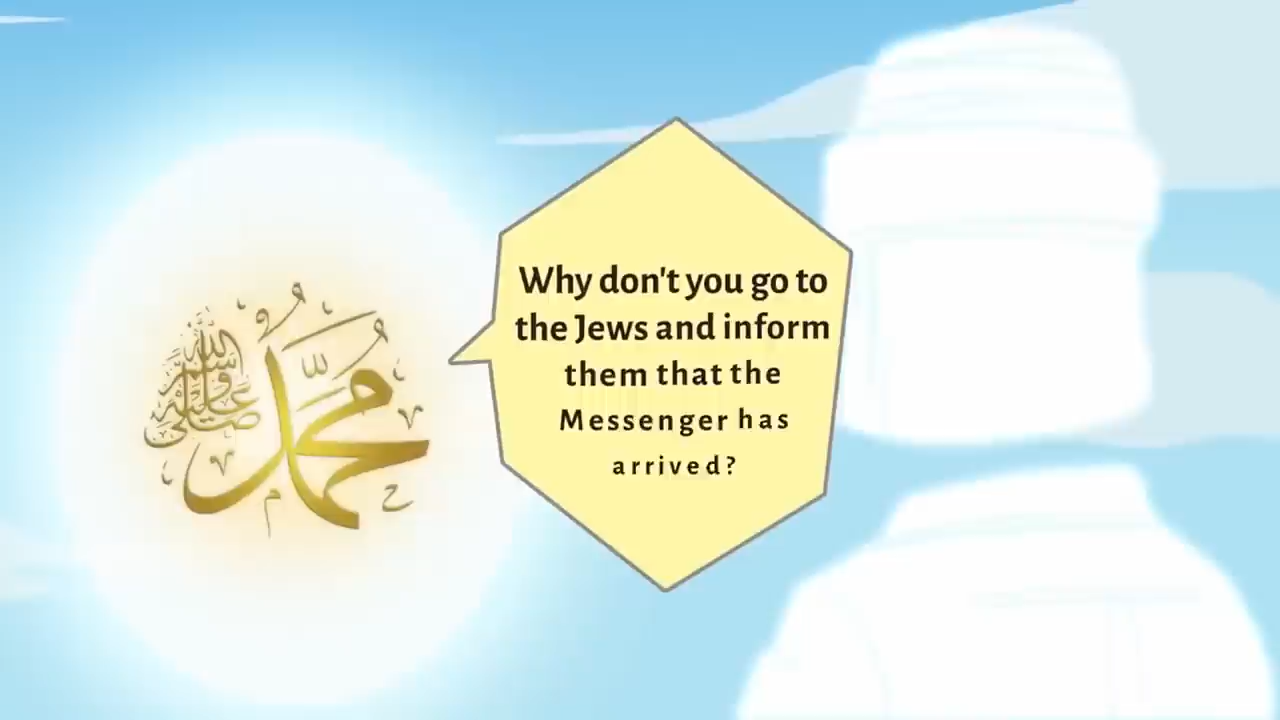 محمد
صلى الله عليه وسلم
Why don't you go to
the Jews and inform
them that the
Messenger has
arrived?